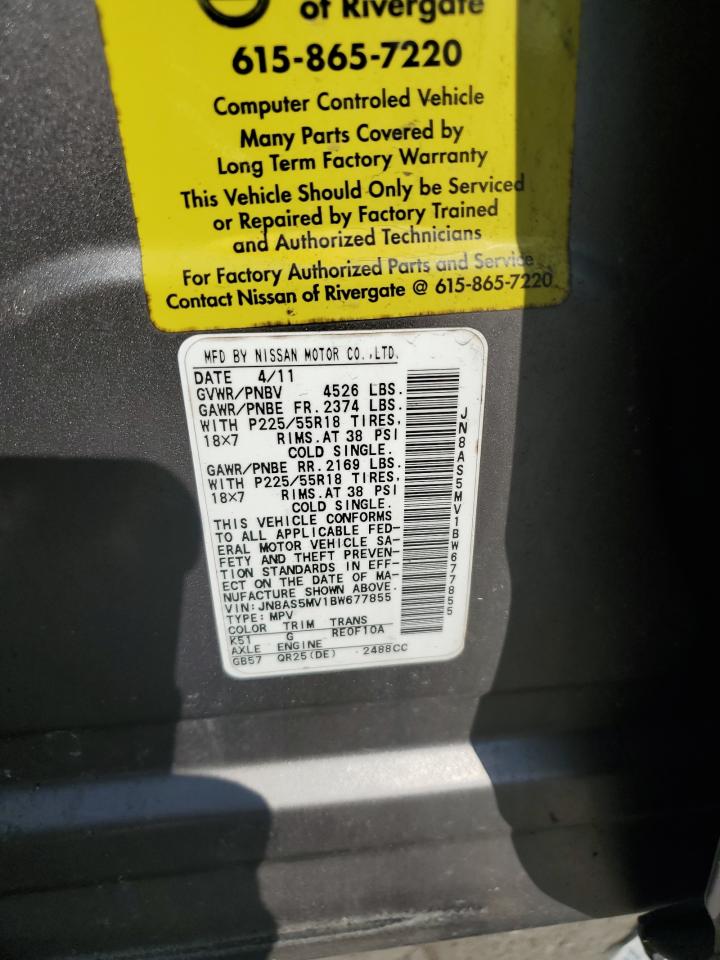 of Rivergate
615-865-7220
Computer Controled Vehicle
Many Parts Covered by
Long Term Factory Warranty
This Vehicle Should Only be Serviced
or Repaired by Factory Trained
and Authorized Technicians
For Factory Authorized Parts and Service
Contact Nissan of Rivergate @ 615-865-7220
MFD BY NISSAN MOTOR CO.,LTD.
DATE 4/11
GVWR/PNBV 4526 LBS.
GAWR/PNBE FR. 2374 LBS.
WITH P225/55R18 TIRES,
18×7 RIMS.AT 38 PSI
COLD SINGLE.
GAWR/PNBE RR. 2169 LBS.
WITH P225/55R18 TIRES,
18×7 RIMS.AT 38 PSI
COLD SINGLE.
THIS VEHICLE CONFORMS
TO ALL APPLICABLE FED-
ERAL MOTOR VEHICLE SA-
FETY AND THEFT PREVEN-
TION STANDARDS IN EFF-
ECT ON THE DATE OF MA-
NUFACTURE SHOWN ABOVE.
VIN: JN8AS5MV1BW677855
TYPE: MPV
COLOR TRIM TRANS
K51 G RE0F10A
AXLE ENGINE
GB57 QR25(DE) 2488CC
JN8AS5MV1BW677855